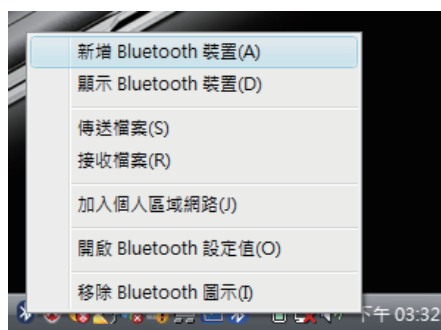 新增 Bluetooth 裝置(A)
顯示 Bluetooth 裝置(D)
傳送檔案(S)
接收檔案(R)
加入個人區域網路(J)
開啟 Bluetooth 設定值(O)
移除 Bluetooth 圖示(I)
下午 03:32